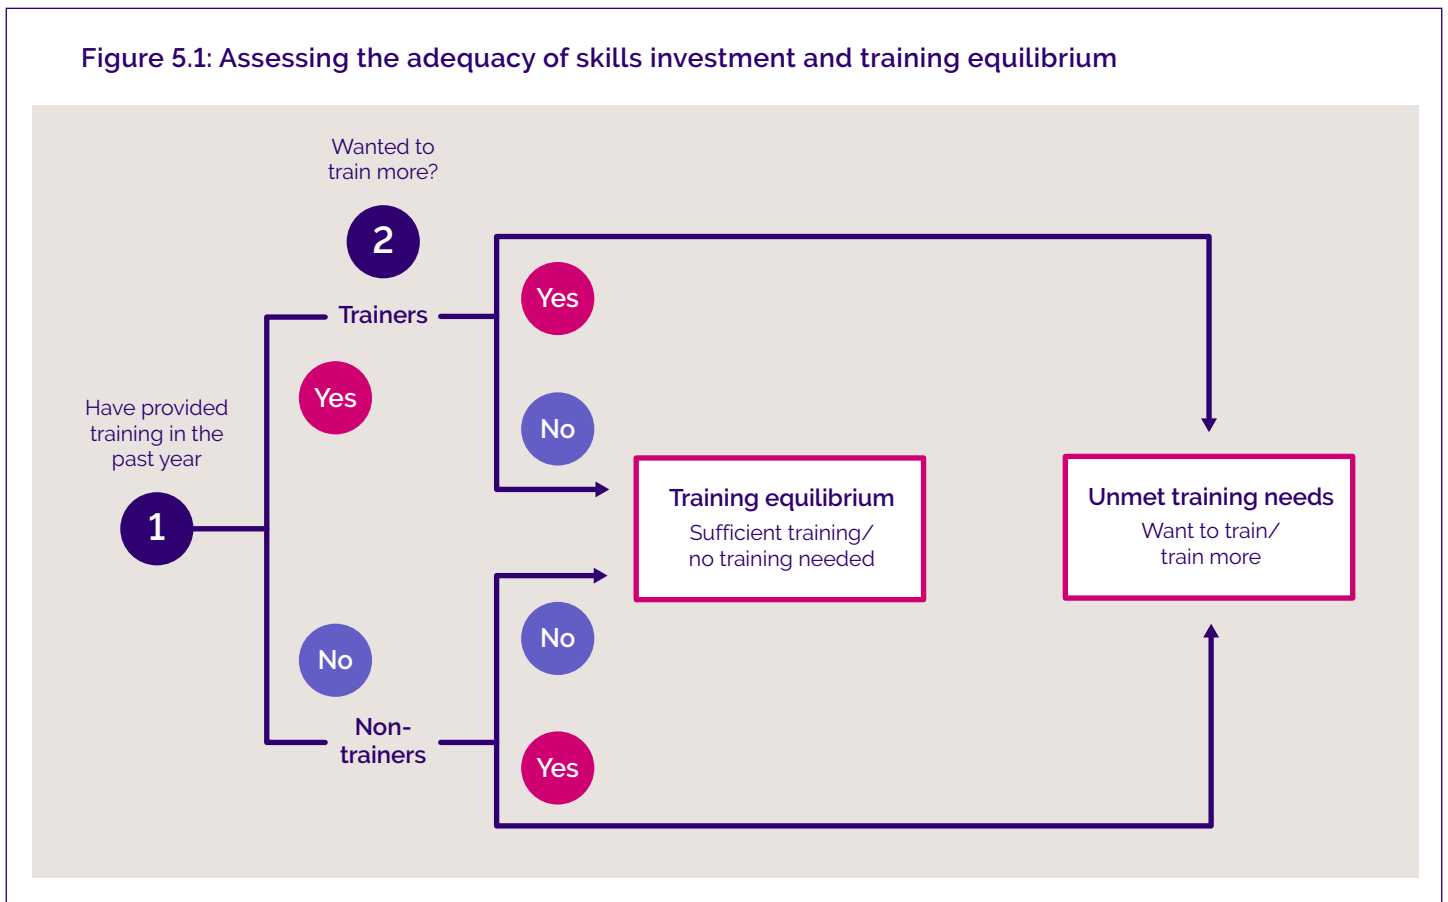 Figure 5.1: Assessing the adequacy of skills investment and training equilibrium
Wanted to
train more?
2
Trainers
Yes
Yes
No
Have provided
training in the
past year
1
Training equilibrium
Sufficient training/
no training needed
Unmet training needs
Want to train/
train more
No
No
Non-
trainers
Yes